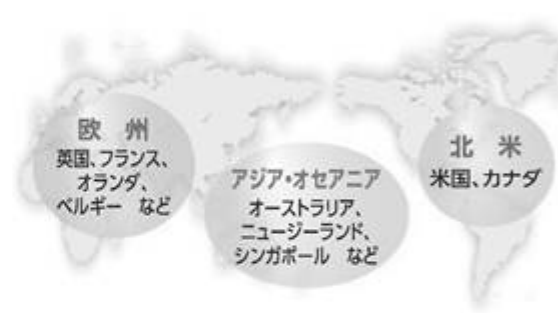 欧 州
英国、フランス、
オランダ、
ベルギー など
アジア・オセアニア
オーストラリア、
ニュージーランド、
シンガポール など
北 米
米国、カナダ